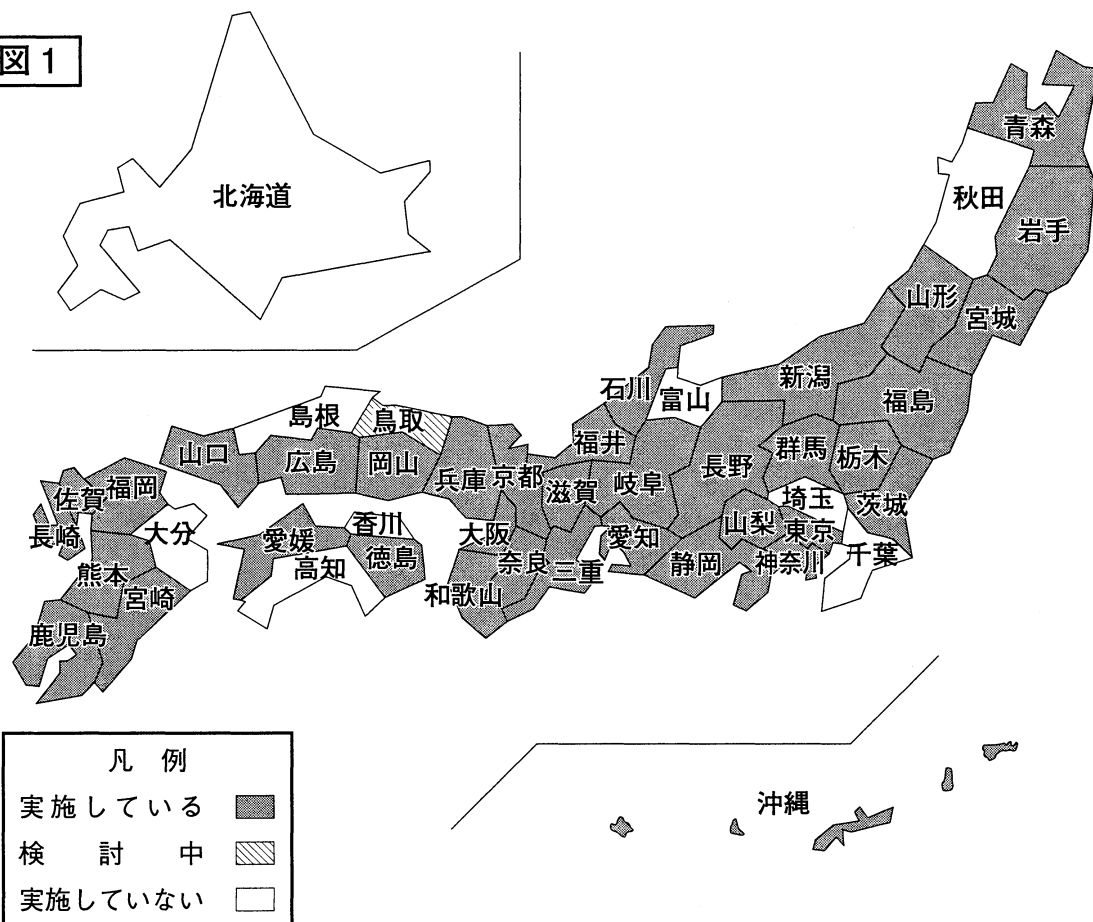 図1
北海道
青森
秋田
岩手
山形
宮城
石川
新潟
富山
福島
島根
鳥取
福井
群馬
栃木
山口
広島
岡山
兵庫
京都
滋賀
岐阜
長野
佐賀
福岡
埼玉
茨城
長崎
大分
香川
大阪
愛知
山梨
東京
愛媛
徳島
奈良
静岡
神奈川
千葉
熊本
高知
三重
宮崎
和歌山
鹿児島
沖縄
凡例
実施している
検討中
実施していない